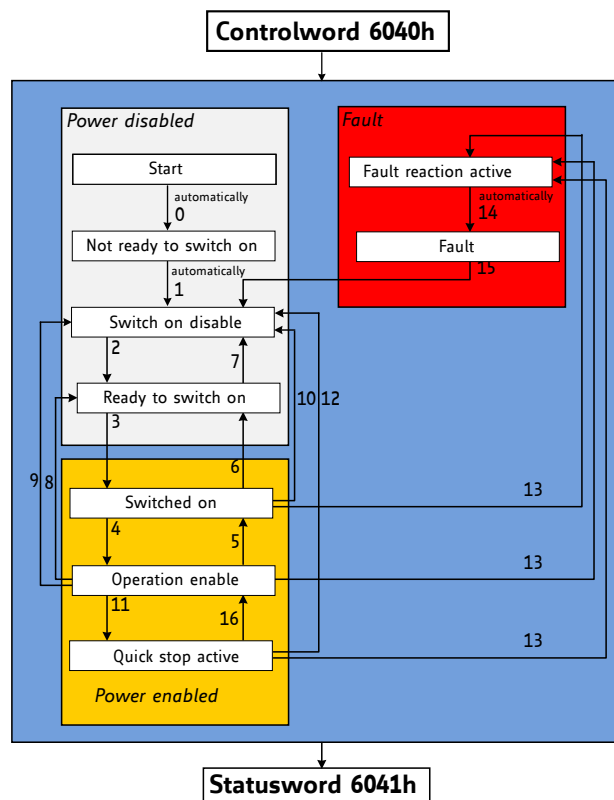 Controlword 6040h
Power disabled
Start
automatically
0
Not ready to switch on
automatically
1
Switch on disable
2
7
Ready to switch on
3
6
Switched on
4
5
Operation enable
11
16
Quick stop active
Power enabled
9
8
10
12
Fault
Fault reaction active
automatically
14
Fault
15
13
13
13
Statusword 6041h